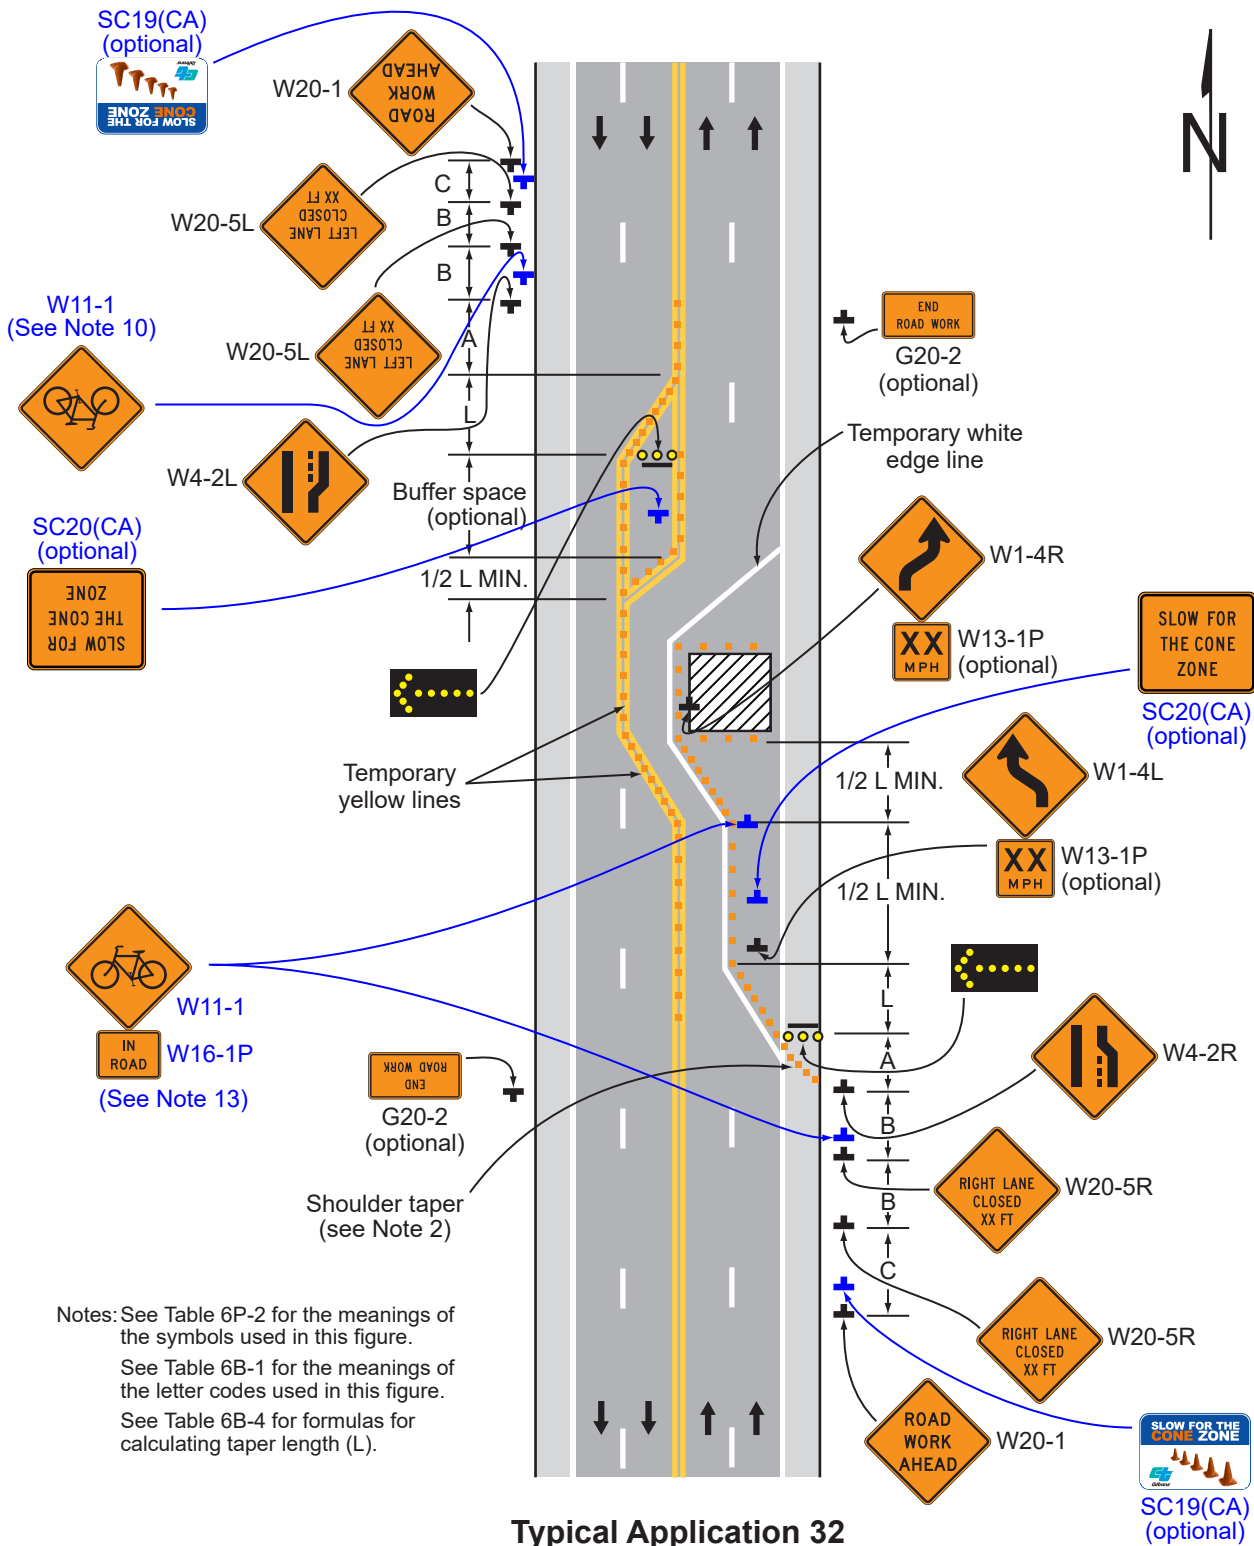 SC19(CA)
(optional)
SLOW FOR THE
CONE ZONE
W20-1
ROAD
WORK
AHEAD
W20-5L
LEFT LANE
CLOSED
XX FT
W11-1
(See Note 10)
W20-5L
LEFT LANE
CLOSED
XX FT
W4-2L
SC20(CA)
(optional)
SLOW FOR
THE CONE
ZONE
C
B
B
A
L
Buffer space
(optional)
1/2 L MIN.
N
END
ROAD WORK
G20-2
(optional)
Temporary white
edge line
W1-4R
XX
MPH
W13-1P
(optional)
SLOW FOR
THE CONE
ZONE
SC20(CA)
(optional)
Temporary
yellow lines
1/2 L MIN.
W1-4L
XX
MPH
W13-1P
(optional)
1/2 L MIN.
L
A
B
B
C
W11-1
IN
ROAD
W16-1P
(See Note 13)
END
ROAD WORK
G20-2
(optional)
Shoulder taper
(see Note 2)
W4-2R
RIGHT LANE
CLOSED
XX FT
W20-5R
RIGHT LANE
CLOSED
XX FT
W20-5R
ROAD
WORK
AHEAD
W20-1
SLOW FOR THE
CONE ZONE
Caltrans
SC19(CA)
(optional)
Notes: See Table 6P-2 for the meanings of
the symbols used in this figure.
See Table 6B-1 for the meanings of
the letter codes used in this figure.
See Table 6B-4 for formulas for
calculating taper length (L).
Typical Application 32